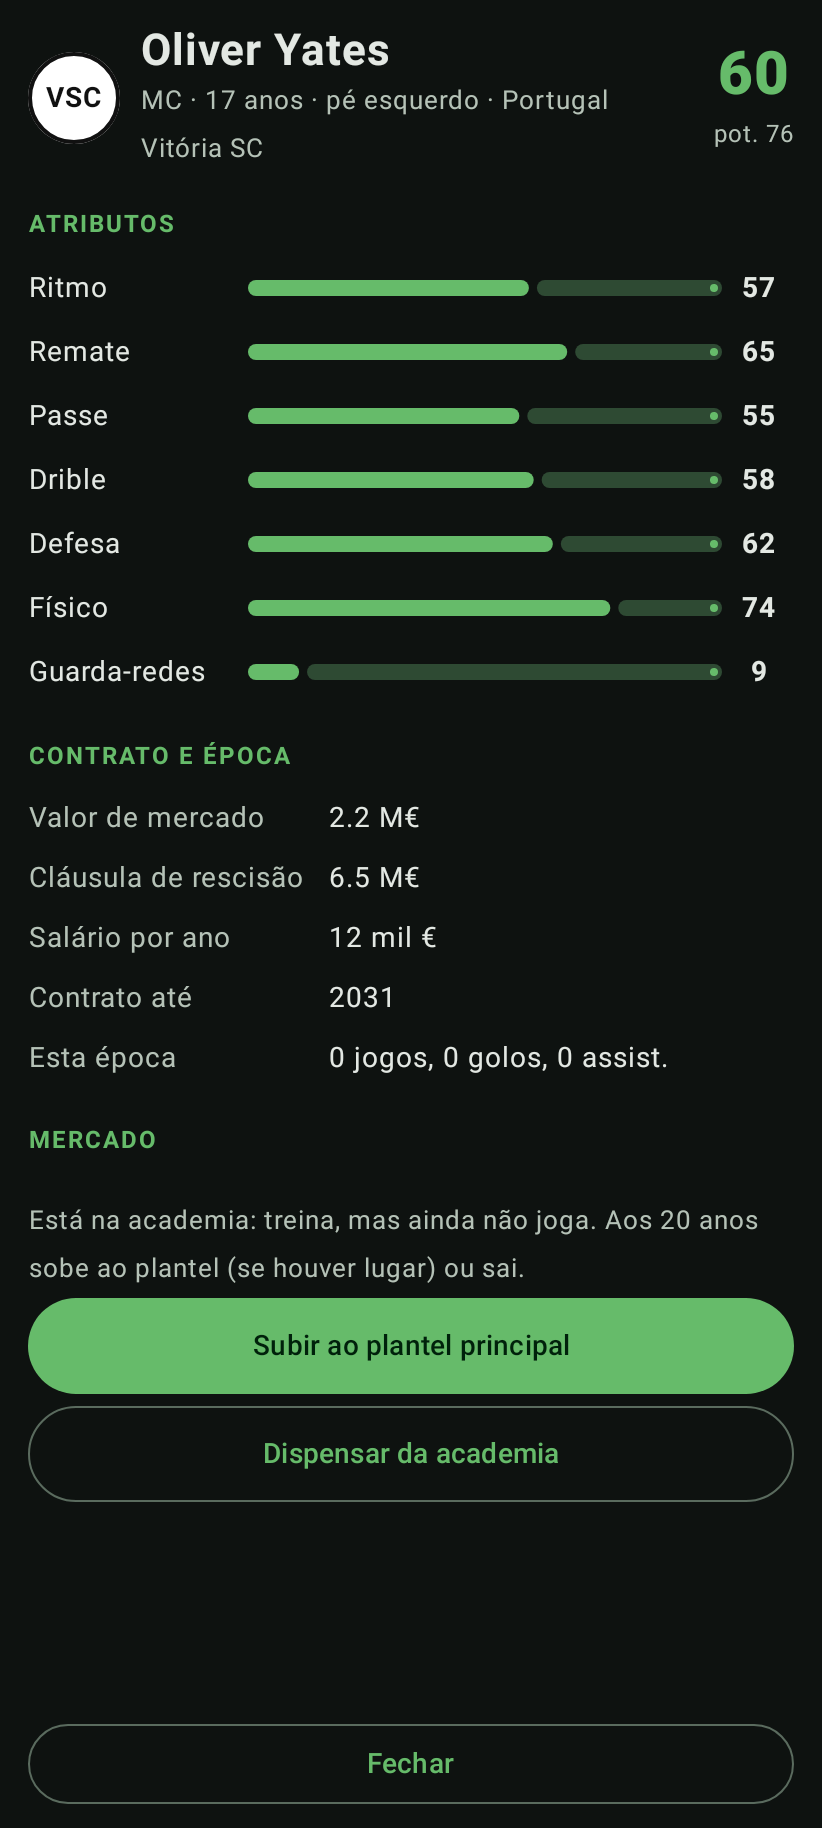 VSC
Oliver Yates
MC · 17 anos · pé esquerdo · Portugal
Vitória SC
60
pot. 76
ATRIBUTOS
Ritmo 57
Remate 65
Passe 55
Drible 58
Defesa 62
Físico 74
Guarda-redes 9
CONTRATO E ÉPOCA
Valor de mercado 2.2 M€
Cláusula de rescisão 6.5 M€
Salário por ano 12 mil €
Contrato até 2031
Esta época 0 jogos, 0 golos, 0 assist.
MERCADO
Está na academia: treina, mas ainda não joga. Aos 20 anos
sobe ao plantel (se houver lugar) ou sai.
Subir ao plantel principal
Dispensar da academia
Fechar